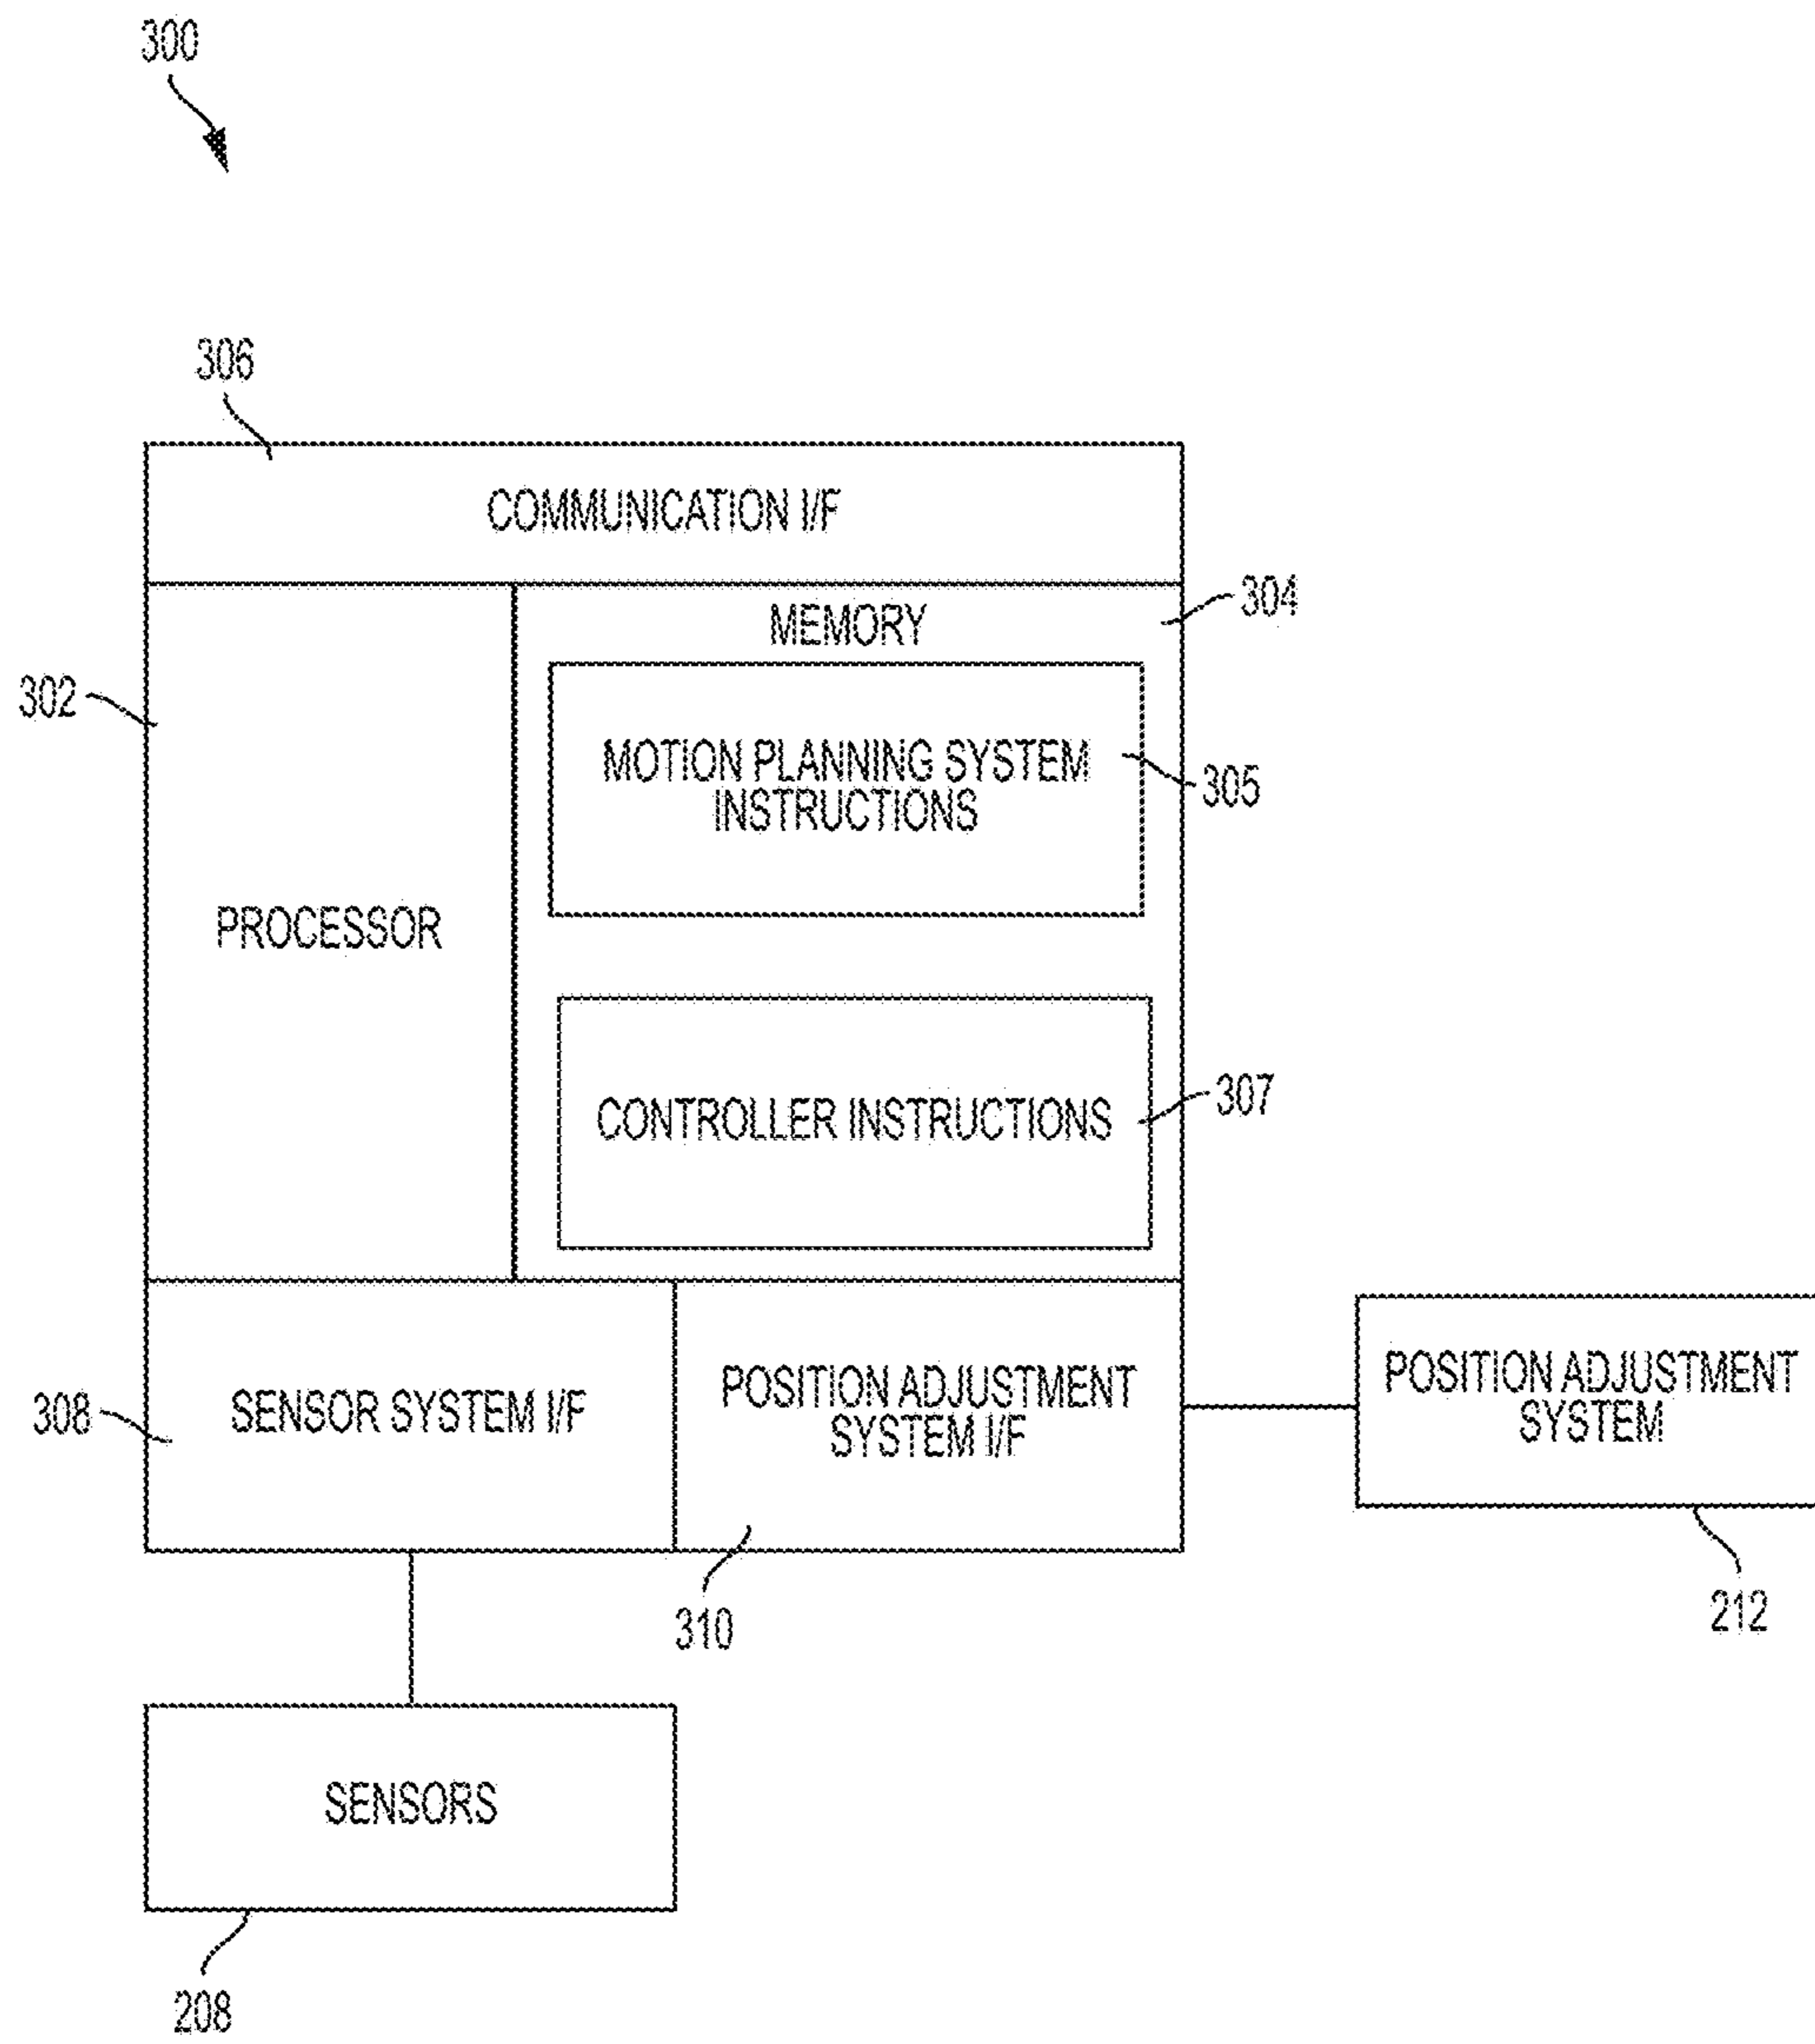 300
306
COMMUNICATION I/F
304
MEMORY
302
MOTION PLANNING SYSTEM
INSTRUCTIONS
305
PROCESSOR
CONTROLLER INSTRUCTIONS
307
308
SENSOR SYSTEM I/F
POSITION ADJUSTMENT
SYSTEM I/F
POSITION ADJUSTMENT
SYSTEM
310
212
SENSORS
208